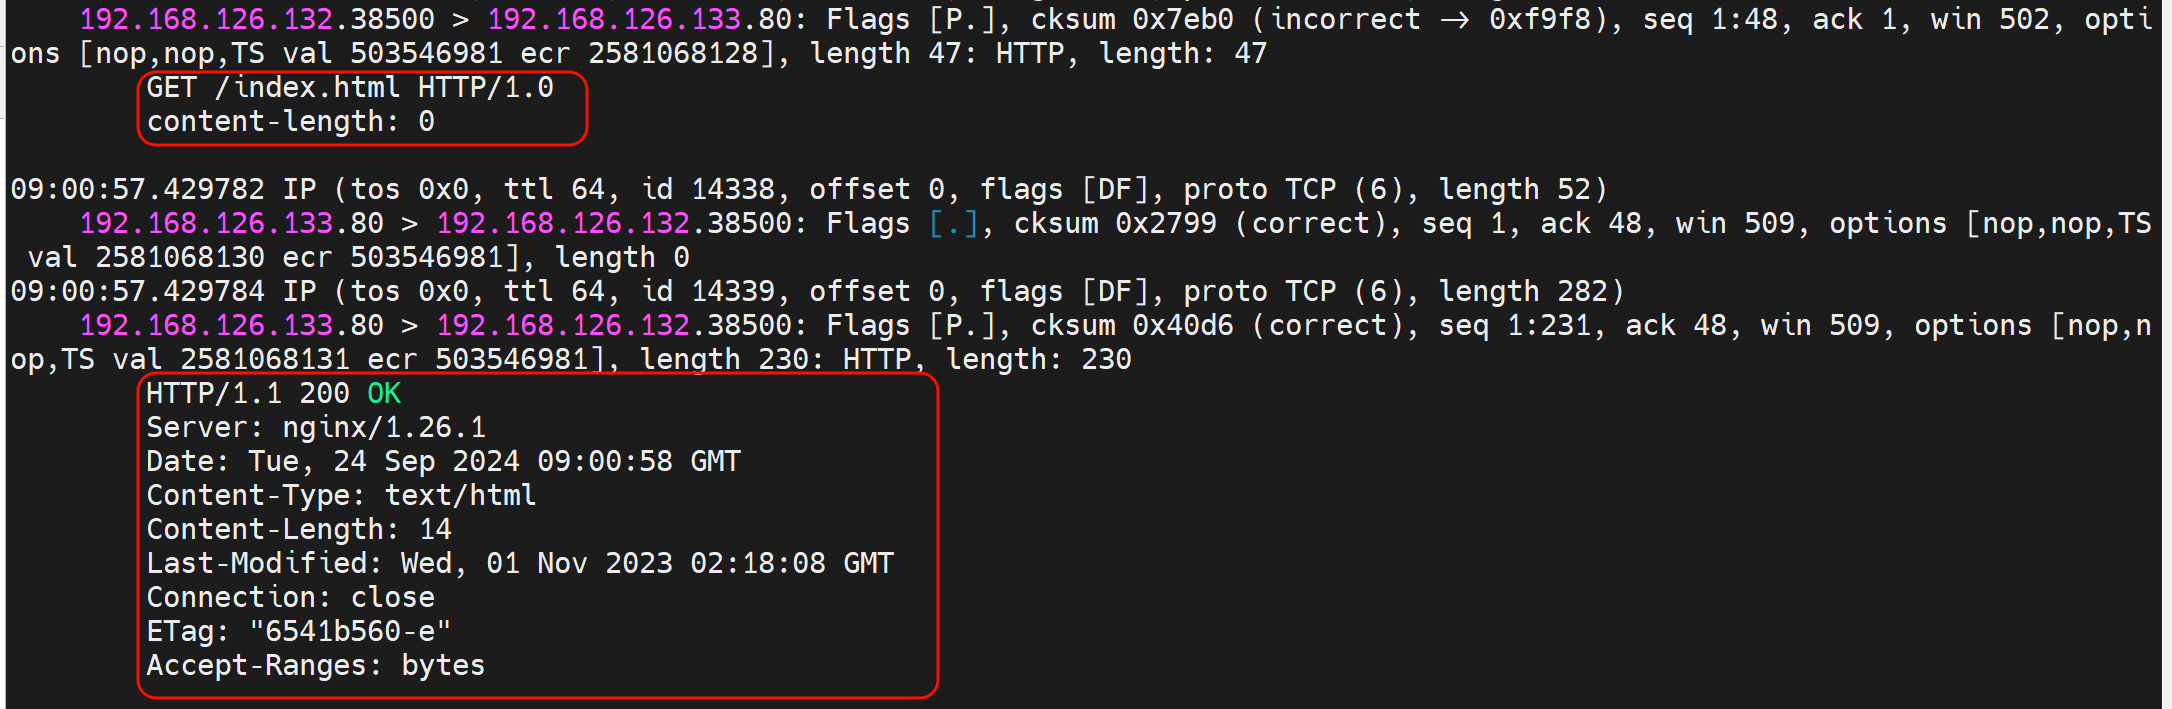 192.168.126.132.38500 > 192.168.126.133.80: Flags [P.], cksum 0x7eb0 (incorrect → 0xf9f8), seq 1:48, ack 1, win 502, opti
ons [nop,nop,TS val 503546981 ecr 2581068128], length 47: HTTP, length: 47
GET /index.html HTTP/1.0
content-length: 0
09:00:57.429782 IP (tos 0x0, ttl 64, id 14338, offset 0, flags [DF], proto TCP (6), length 52)
192.168.126.133.80 > 192.168.126.132.38500: Flags [.], cksum 0x2799 (correct), seq 1, ack 48, win 509, options [nop,nop,TS
val 2581068130 ecr 503546981], length 0
09:00:57.429784 IP (tos 0x0, ttl 64, id 14339, offset 0, flags [DF], proto TCP (6), length 282)
192.168.126.133.80 > 192.168.126.132.38500: Flags [P.], cksum 0x40d6 (correct), seq 1:231, ack 48, win 509, options [nop,n
op,TS val 2581068131 ecr 503546981], length 230: HTTP, length: 230
HTTP/1.1 200 OK
Server: nginx/1.26.1
Date: Tue, 24 Sep 2024 09:00:58 GMT
Content-Type: text/html
Content-Length: 14
Last-Modified: Wed, 01 Nov 2023 02:18:08 GMT
Connection: close
ETag: "6541b560-e"
Accept-Ranges: bytes